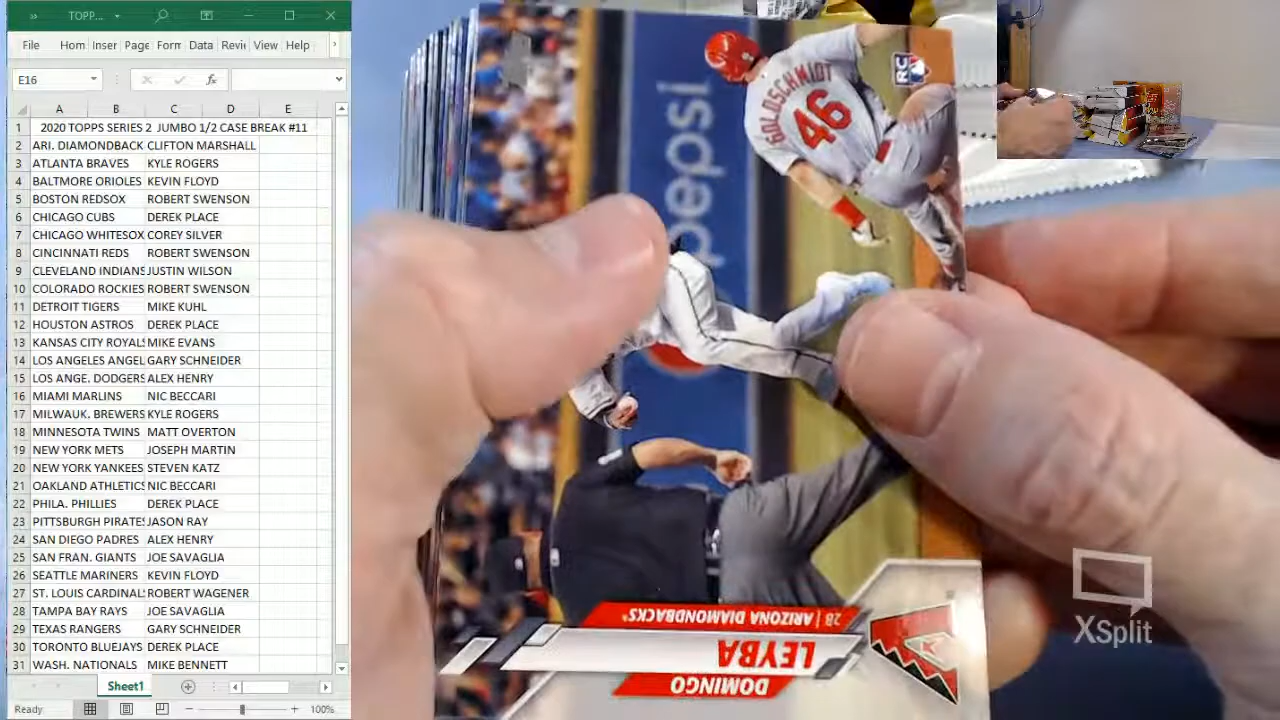 TOPP...
File Hom Inser Page Form Data Revi View Help
E16
fx
A B C D E
1 2020 TOPPS SERIES 2 JUMBO 1/2 CASE BREAK #11
2 ARI. DIAMONDBACK CLIFTON MARSHALL
3 ATLANTA BRAVES KYLE ROGERS
4 BALTMORE ORIOLES KEVIN FLOYD
5 BOSTON REDSOX ROBERT SWENSON
6 CHICAGO CUBS DEREK PLACE
7 CHICAGO WHITESOX COREY SILVER
8 CINCINNATI REDS ROBERT SWENSON
9 CLEVELAND INDIANS JUSTIN WILSON
10 COLORADO ROCKIES ROBERT SWENSON
11 DETROIT TIGERS MIKE KUHL
12 HOUSTON ASTROS DEREK PLACE
13 KANSAS CITY ROYALS MIKE EVANS
14 LOS ANGELES ANGEL GARY SCHNEIDER
15 LOS ANGE. DODGERS ALEX HENRY
16 MIAMI MARLINS NIC BECCARI
17 MILWAUK. BREWERS KYLE ROGERS
18 MINNESOTA TWINS MATT OVERTON
19 NEW YORK METS JOSEPH MARTIN
20 NEW YORK YANKEES STEVEN KATZ
21 OAKLAND ATHLETICS NIC BECCARI
22 PHILA. PHILLIES DEREK PLACE
23 PITTSBURGH PIRATES JASON RAY
24 SAN DIEGO PADRES ALEX HENRY
25 SAN FRAN. GIANTS JOE SAVAGLIA
26 SEATTLE MARINERS KEVIN FLOYD
27 ST. LOUIS CARDINAL ROBERT WAGENER
28 TAMPA BAY RAYS JOE SAVAGLIA
29 TEXAS RANGERS GARY SCHNEIDER
30 TORONTO BLUEJAYS DEREK PLACE
31 WASH. NATIONALS MIKE BENNETT
Sheet1
Ready
100%
pepsi
GOLDSCHMIDT
46
RC
DOMINGO
LEYBA
2B | ARIZONA DIAMONDBACKS
XSplit